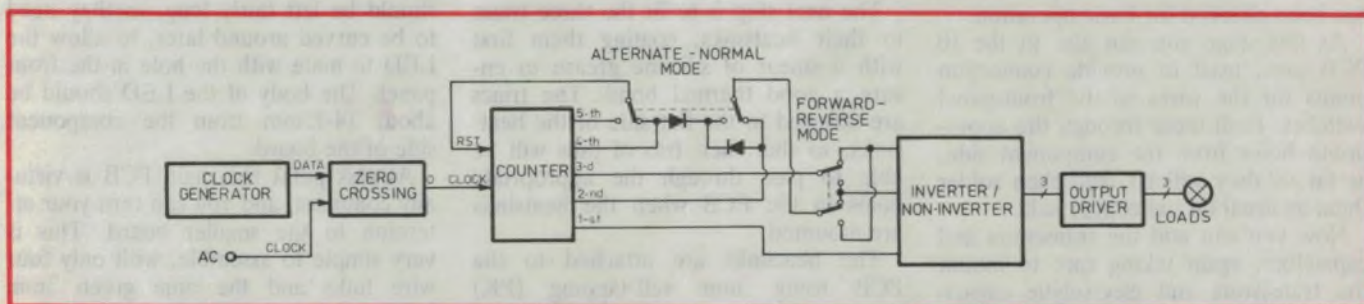 ALTERNATE-NORMAL
MODE
FORWARD-
REVERSE
MODE
5-th
RST
4-th
COUNTER
3-rd
2-nd
1-st
CLOCK
GENERATOR
DATA
ZERO
CROSSING
Q
CLOCK
AC
CLOCK
INVERTER /
NON-INVERTER
3
OUTPUT
DRIVER
3
LOADS